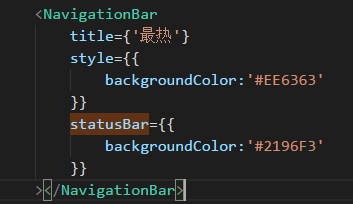 <NavigationBar
title={'最热'}
style={{
backgroundColor:'#EE6363'
}}
statusBar={{
backgroundColor:'#2196F3'
}}
></NavigationBar>